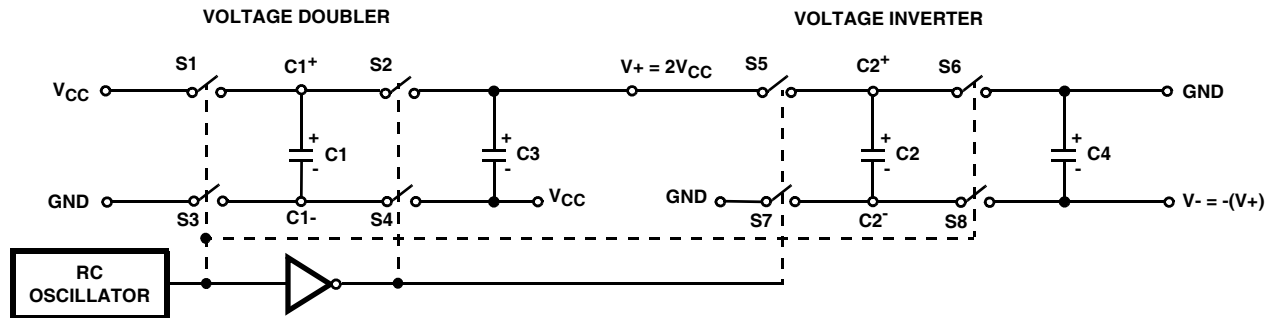 VOLTAGE DOUBLER
VOLTAGE INVERTER
S1
C1+
S2
V+ = 2VCC
S5
C2+
S6
VCC
GND
+
C1
-
+
C3
-
+
C2
-
+
C4
-
GND
S3
C1-
S4
VCC
GND
S7
C2-
S8
V- = -(V+)
RC
OSCILLATOR